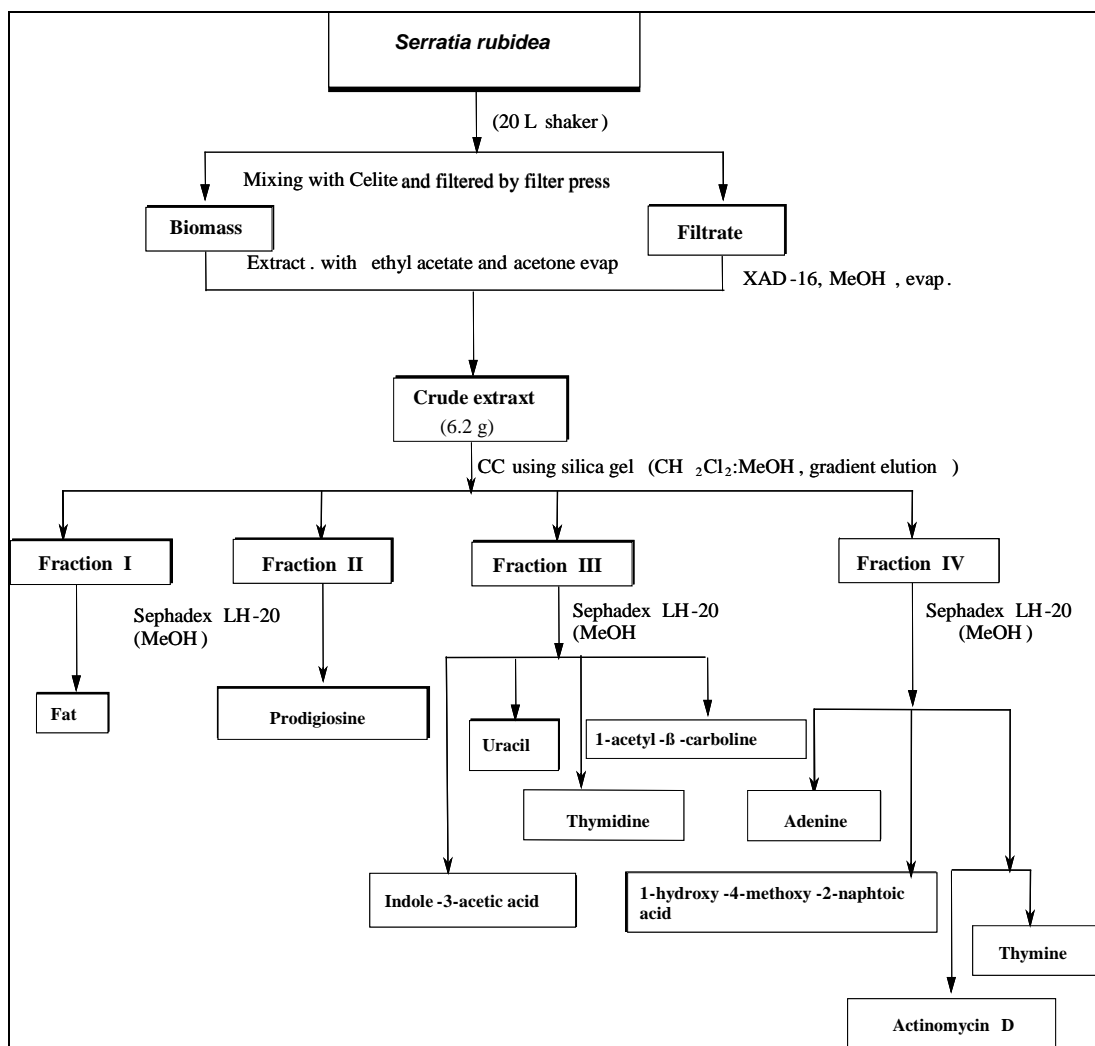 Serratia rubidea
(20 L shaker)
Mixing with Celite and filtered by filter press
Biomass
Filtrate
Extract . with ethyl acetate and acetone evap
XAD-16, MeOH , evap.
Crude extraxt
(6.2 g)
CC using silica gel (CH 2Cl2:MeOH , gradient elution )
Fraction I
Fraction II
Fraction III
Fraction IV
Sephadex LH-20
(MeOH )
Sephadex LH-20
(MeOH
Sephadex LH-20
(MeOH )
Fat
Prodigiosine
Uracil
1-acetyl -ß -carboline
Thymidine
Adenine
Indole -3-acetic acid
1-hydroxy -4-methoxy -2-naphtoic
acid
Thymine
Actinomycin D